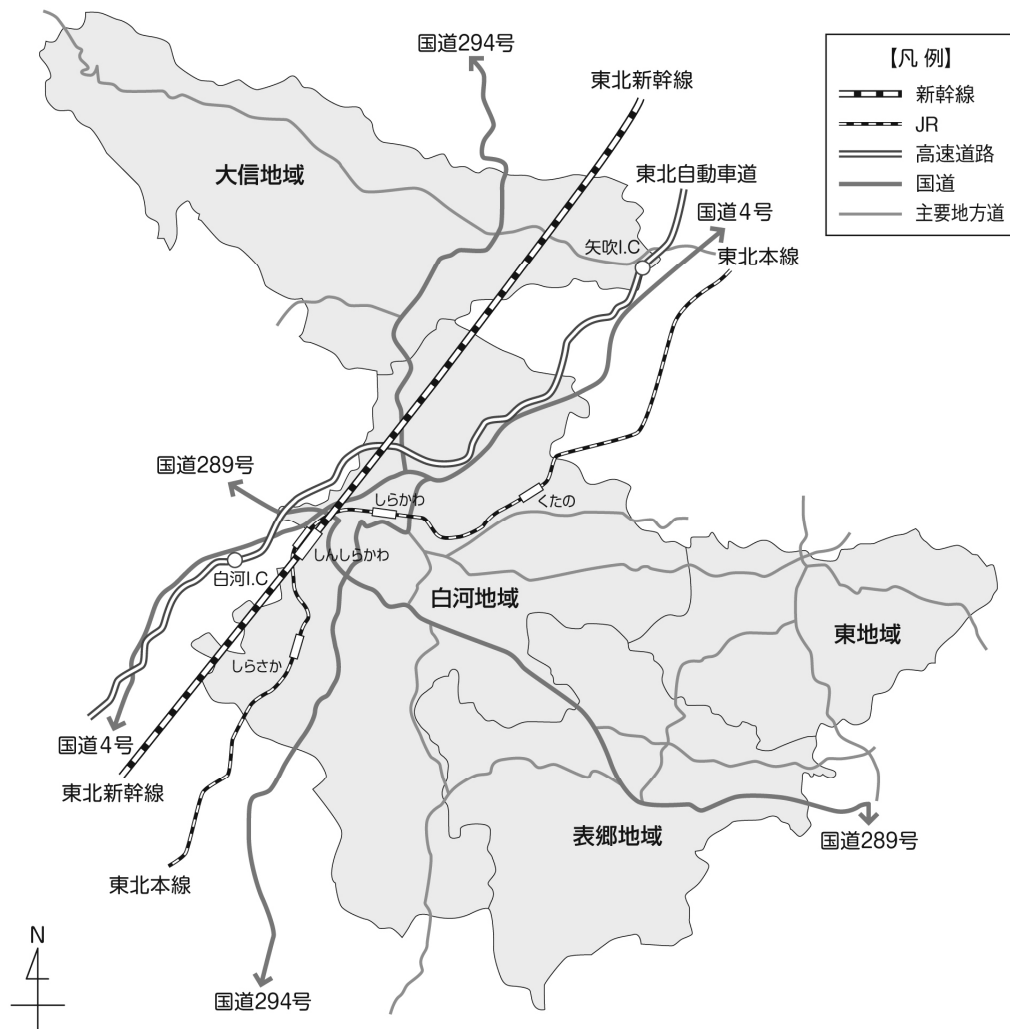 国道294号
東北新幹線
【凡 例】
新幹線
JR
高速道路
国道
主要地方道
大信地域
東北自動車道
国道4号
矢吹I.C
東北本線
国道289号
しらかわ
くたの
しんしらかわ
白河I.C
白河地域
東地域
しらさか
国道4号
東北新幹線
表郷地域
国道289号
東北本線
N
国道294号